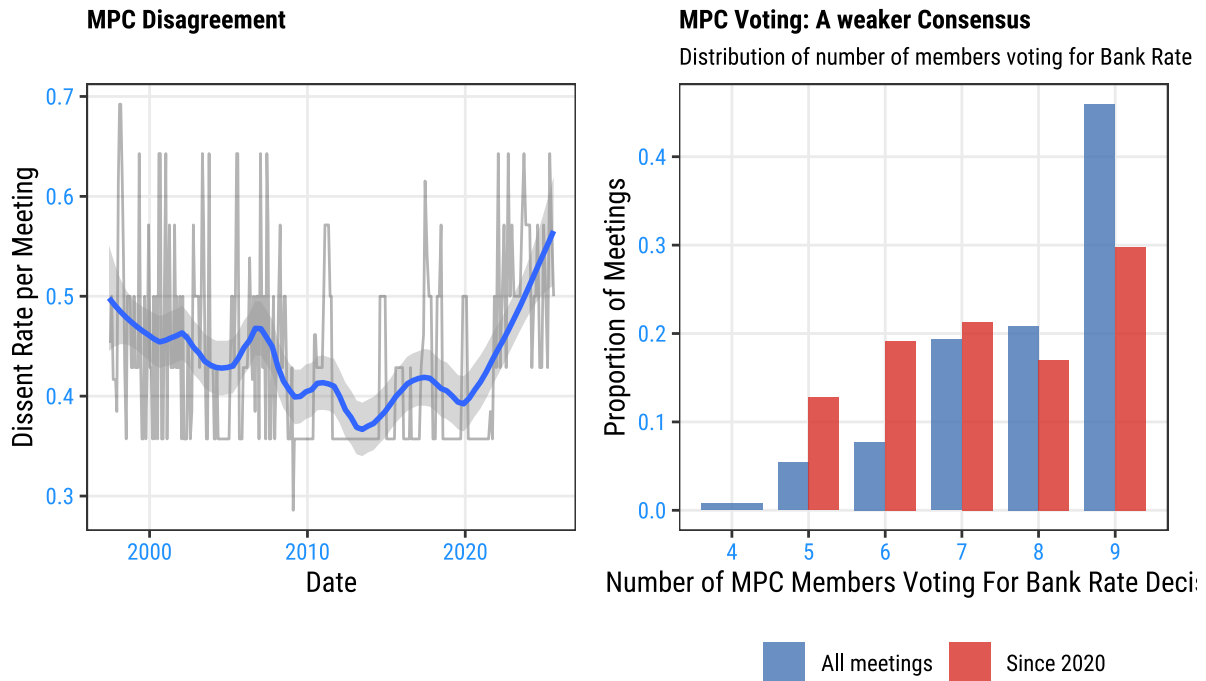 MPC Disagreement
0.7
0.6
0.5
0.4
0.3
Dissent Rate per Meeting
2000 2010 2020
Date
MPC Voting: A weaker Consensus
Distribution of number of members voting for Bank Rate
0.4
0.3
0.2
0.1
0.0
Proportion of Meetings
4 5 6 7 8 9
Number of MPC Members Voting For Bank Rate Decis
All meetings Since 2020